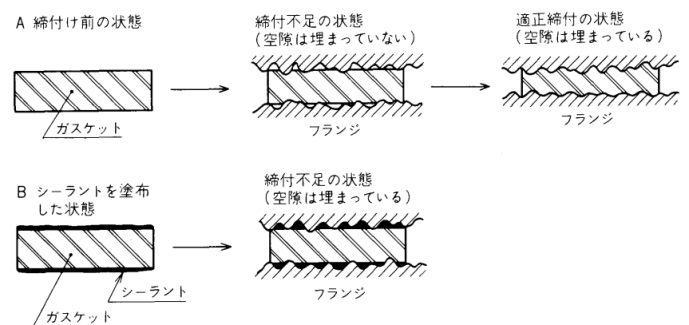 A 締付け前の状態
締付不足の状態
(空隙は埋まっていない)
適正締付の状態
(空隙は埋まっている)
ガスケット
フランジ
フランジ
B シーラントを塗布
した状態
締付不足の状態
(空隙は埋まっている)
シーラント
ガスケット
フランジ